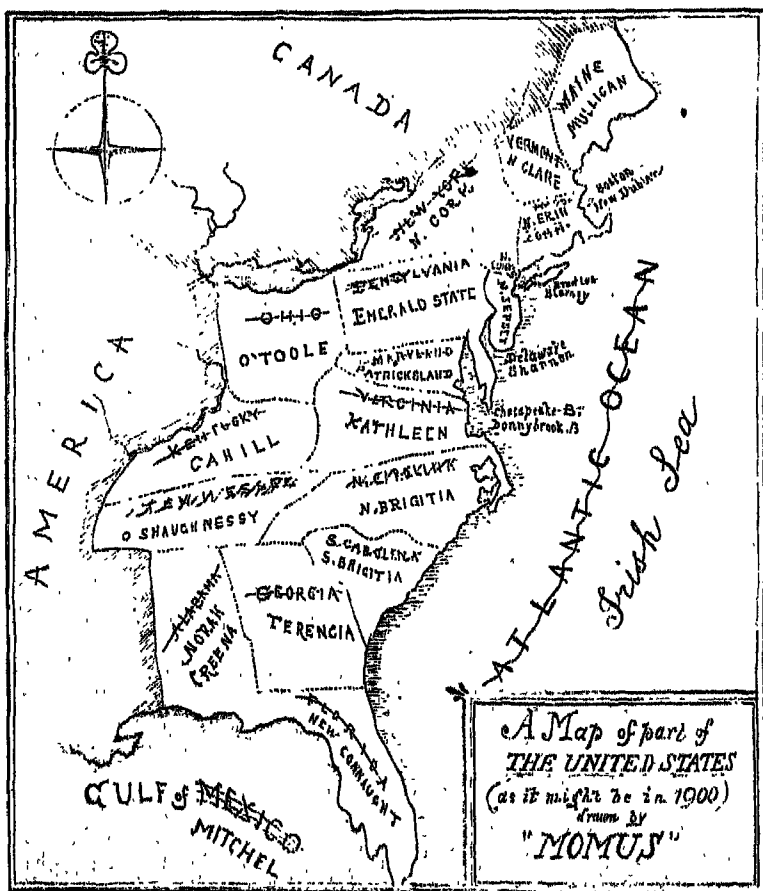 CANADA
MAINE
MULLIGAN
VERMONT
N CLARE
NEW YORK
N. CORK
Boston
New Dublin
N. ERIN
CONN.
PENSYLVANIA
EMERALD STATE
N. JERSEY
Blarney
OHIO
O'TOOLE
MARYLAND
PATRICKSLAND
Delaware
Shannon
VIRGINIA
KATHLEEN
Chesapeake B.
Donnybrook. B
KENTUCKY
CAHILL
AMERICA
ATLANTIC OCEAN
Irish Sea
TENNESSEE
O SHAUGHNESSY
N. BRIGITIA
S. CAROLINA
S. BRIGITIA
ALABAMA
NORAH
CREENA
GEORGIA
TERENCIA
FLORIDA
NEW CONNAUGHT
GULF of MEXICO
MITCHEL
A Map of part of
THE UNITED STATES
(as it might be in 1900)
drawn by
"MOMUS"